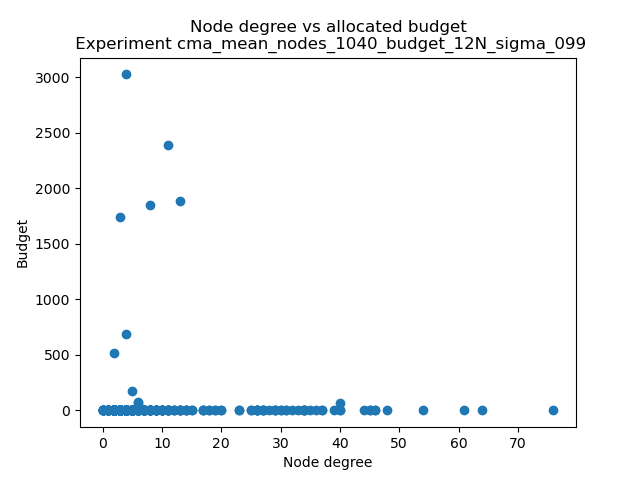 Node degree vs allocated budget
Experiment cma_mean_nodes_1040_budget_12N_sigma_099
3000
2500
2000
1500
1000
500
0
Budget
0 10 20 30 40 50 60 70
Node degree